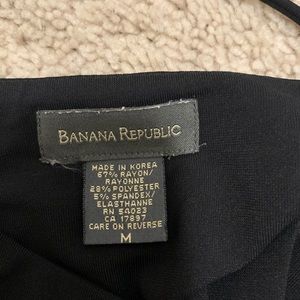 BANANA REPUBLIC
MADE IN KOREA
67% RAYON/
RAYONNE
28% POLYESTER
5% SPANDEX/
ELASTHANNE
RN 54023
CA 17897
CARE ON REVERSE
M